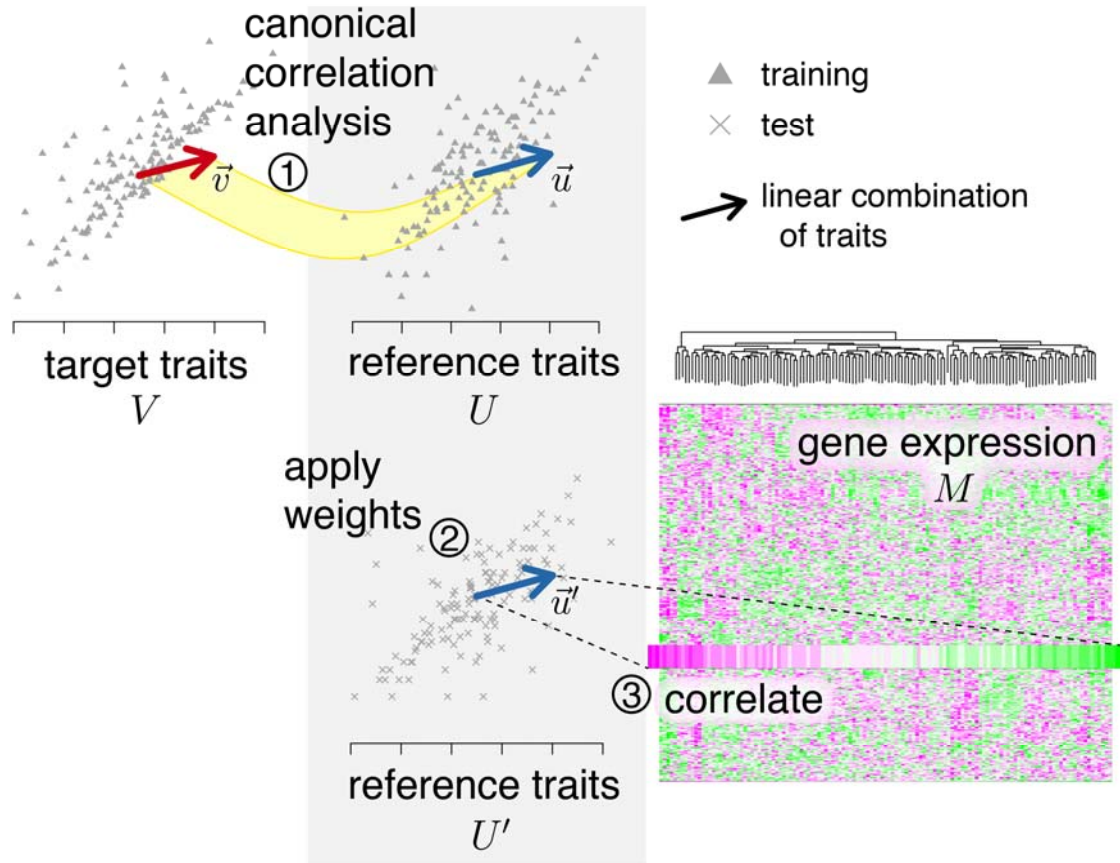 canonical
correlation
analysis
①
v⃗
u⃗
training
test
linear combination
of traits
target traits
V
reference traits
U
gene expression
M
apply
weights
②
u⃗′
③ correlate
reference traits
U′